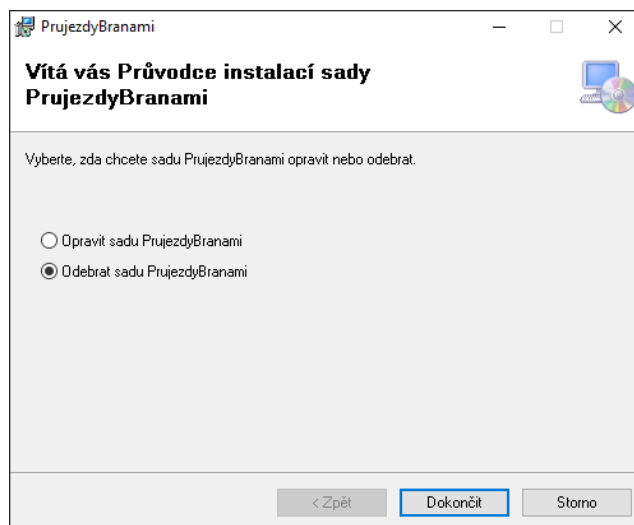 PrujezdyBranami
Vítá vás Průvodce instalací sady
PrujezdyBranami
Vyberte, zda chcete sadu PrujezdyBranami opravit nebo odebrat.
Opravit sadu PrujezdyBranami
Odebrat sadu PrujezdyBranami
< Zpět
Dokončit
Storno